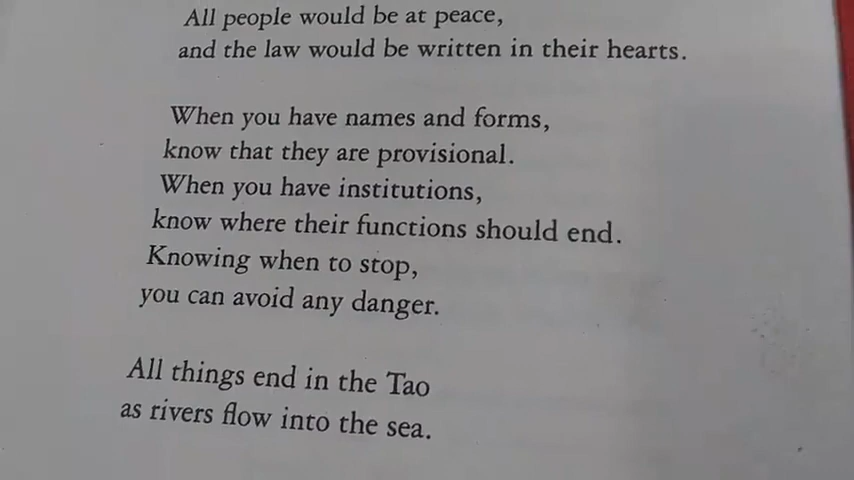 All people would be at peace,
and the law would be written in their hearts.
When you have names and forms,
know that they are provisional.
When you have institutions,
know where their functions should end.
Knowing when to stop,
you can avoid any danger.
All things end in the Tao
as rivers flow into the sea.